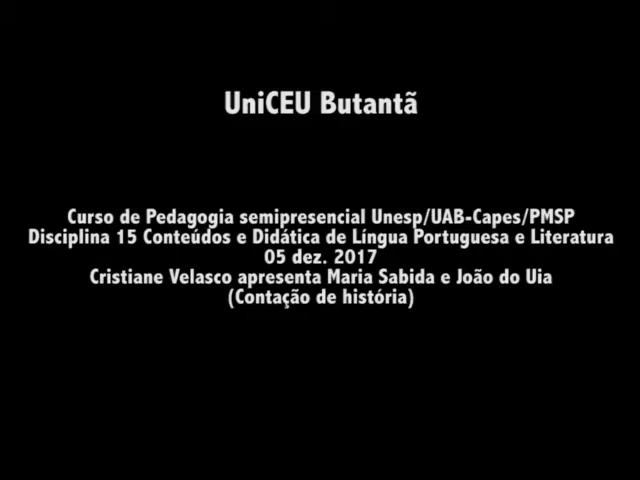 UniCEU Butantã
Curso de Pedagogia semipresencial Unesp/UAB-Capes/PMSP
Disciplina 15 Conteúdos e Didática de Língua Portuguesa e Literatura
05 dez. 2017
Cristiane Velasco apresenta Maria Sabida e João do Uia
(Contação de história)